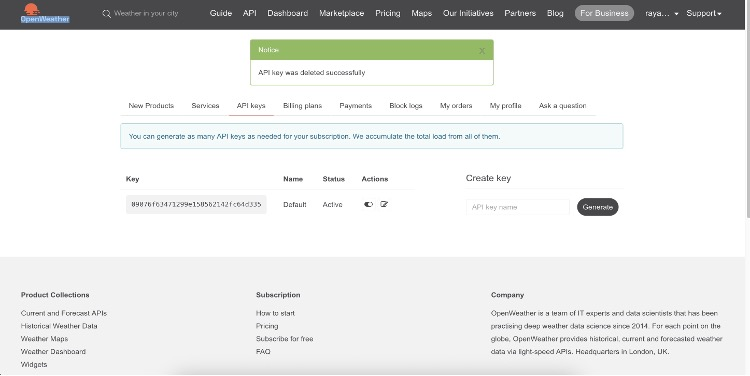 OpenWeather
Weather in your city
Guide API Dashboard Marketplace Pricing Maps Our Initiatives Partners Blog For Business raya... Support
Notice
x
API key was deleted successfully
New Products Services API keys Billing plans Payments Block logs My orders My profile Ask a question
You can generate as many API keys as needed for your subscription. We accumulate the total load from all of them.
Key Name Status Actions
09076f63471299e158562142fc64d335 Default Active
Create key
API key name Generate
Product Collections
Current and Forecast APIs
Historical Weather Data
Weather Maps
Weather Dashboard
Widgets
Subscription
How to start
Pricing
Subscribe for free
FAQ
Company
OpenWeather is a team of IT experts and data scientists that has been
practising deep weather data science since 2014. For each point on the
globe, OpenWeather provides historical, current and forecasted weather
data via light-speed APIs. Headquarters in London, UK.